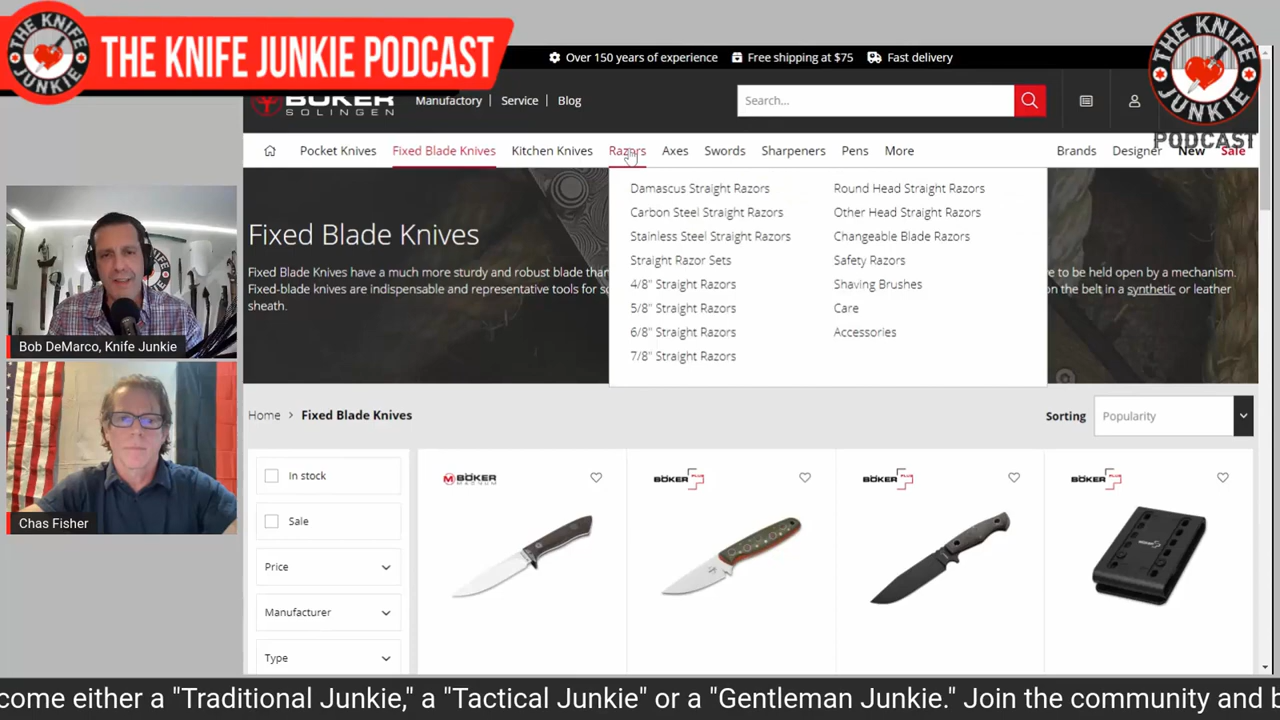 THE KNIFE JUNKIE
THE KNIFE JUNKIE PODCAST
THE KNIFE JUNKIE
PODCAST
Over 150 years of experience
Free shipping at $75
Fast delivery
BÖKER
SOLINGEN
Manufactory
Service
Blog
Search...
Pocket Knives
Fixed Blade Knives
Kitchen Knives
Razors
Axes
Swords
Sharpeners
Pens
More
Brands
Designer
New
Sale
Damascus Straight Razors
Round Head Straight Razors
Carbon Steel Straight Razors
Other Head Straight Razors
Stainless Steel Straight Razors
Changeable Blade Razors
Straight Razor Sets
Safety Razors
4/8" Straight Razors
Shaving Brushes
5/8" Straight Razors
Care
6/8" Straight Razors
Accessories
7/8" Straight Razors
Fixed Blade Knives
Fixed Blade Knives have a much more sturdy and robust blade
e to be held open by a mechanism.
Fixed-blade knives are indispensable and representative tools for
on the belt in a synthetic or leather
sheath.
Bob DeMarco, Knife Junkie
Chas Fisher
Home > Fixed Blade Knives
Sorting
Popularity
In stock
Sale
Price
Manufacturer
Type
BÖKER
MAGNUM
BÖKER
PLUS
BÖKER
PLUS
BÖKER
PLUS
come either a "Traditional Junkie," a "Tactical Junkie" or a "Gentleman Junkie." Join the community and b